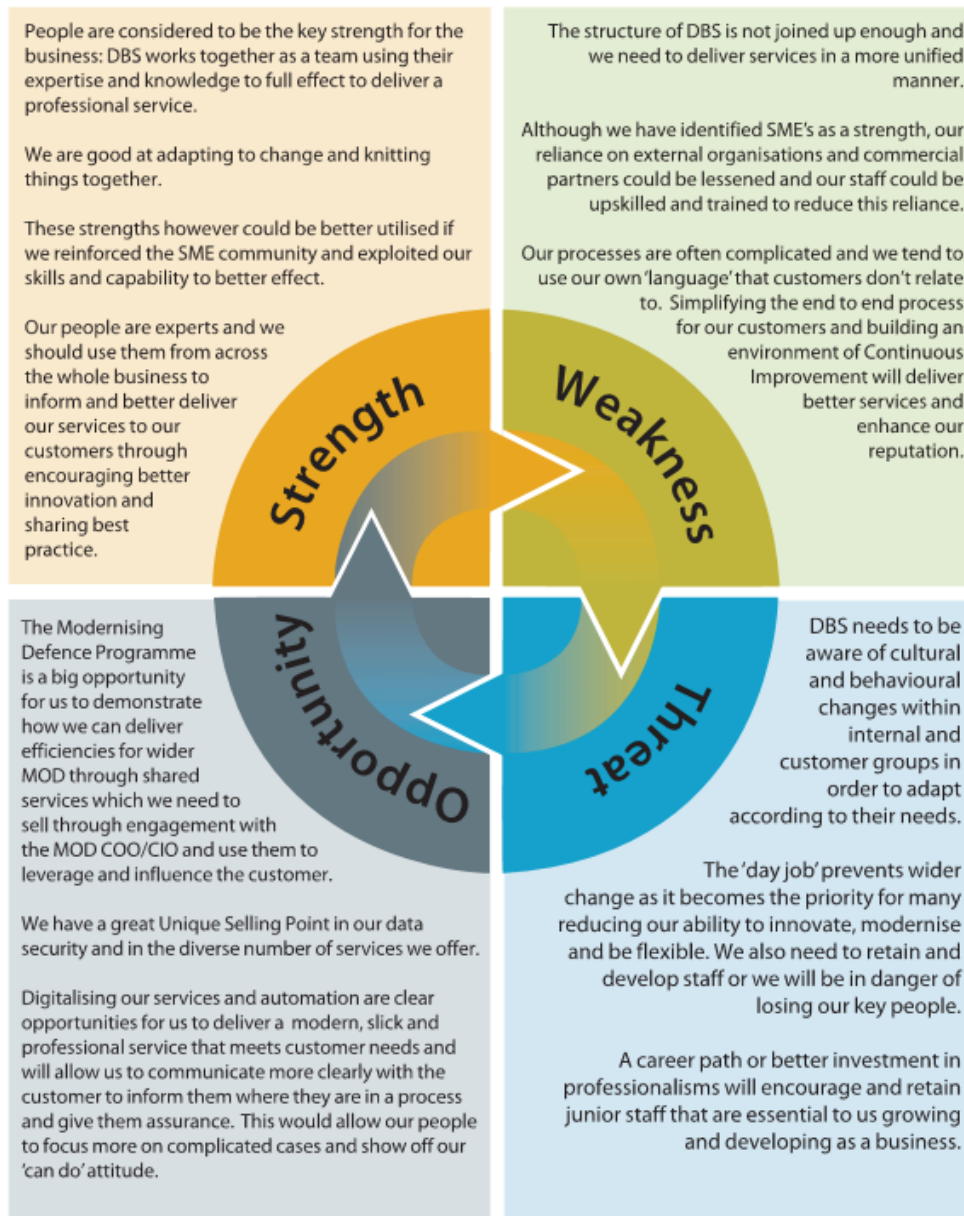 People are considered to be the key strength for the
business: DBS works together as a team using their
expertise and knowledge to full effect to deliver a
professional service.
We are good at adapting to change and knitting
things together.
These strengths however could be better utilised if
we reinforced the SME community and exploited our
skills and capability to better effect.
Our people are experts and we
should use them from across
the whole business to
inform and better deliver
our services to our
customers through
encouraging better
innovation and
sharing best
practice.
Strength
The structure of DBS is not joined up enough and
we need to deliver services in a more unified
manner.
Although we have identified SME's as a strength, our
reliance on external organisations and commercial
partners could be lessened and our staff could be
upskilled and trained to reduce this reliance.
Our processes are often complicated and we tend to
use our own 'language' that customers don't relate
to. Simplifying the end to end process
for our customers and building an
environment of Continuous
Improvement will deliver
better services and
enhance our
reputation.
Weakness
The Modernising
Defence Programme
is a big opportunity
for us to demonstrate
how we can deliver
efficiencies for wider
MOD through shared
services which we need to
sell through engagement with
the MOD COO/CIO and use them to
leverage and influence the customer.
We have a great Unique Selling Point in our data
security and in the diverse number of services we offer.
Digitalising our services and automation are clear
opportunities for us to deliver a modern, slick and
professional service that meets customer needs and
will allow us to communicate more clearly with the
customer to inform them where they are in a process
and give them assurance. This would allow our people
to focus more on complicated cases and show off our
'can do' attitude.
Opportunity
DBS needs to be
aware of cultural
and behavioural
changes within
internal and
customer groups in
order to adapt
according to their needs.
The 'day job' prevents wider
change as it becomes the priority for many
reducing our ability to innovate, modernise
and be flexible. We also need to retain and
develop staff or we will be in danger of
losing our key people.
A career path or better investment in
professionalisms will encourage and retain
junior staff that are essential to us growing
and developing as a business.
Threat